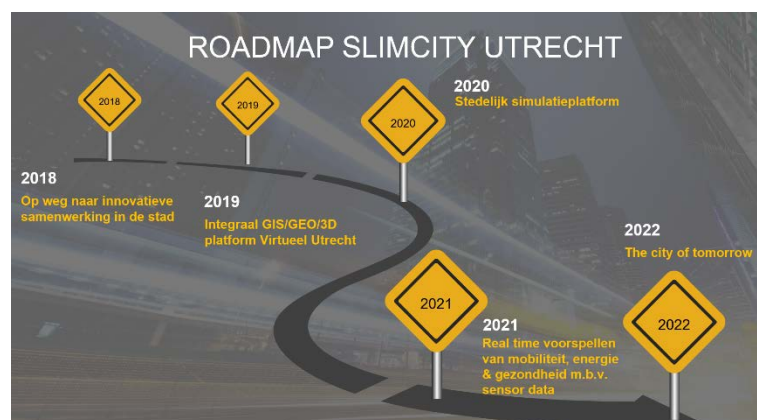 ROADMAP SLIMCITY UTRECHT
2018
2019
2020
2020
Stedelijk simulatieplatform
2018
Op weg naar innovatieve
samenwerking in de stad
2019
Integraal GIS/GEO/3D
platform Virtueel Utrecht
2021
2021
Real time voorspellen
van mobiliteit, energie
& gezondheid m.b.v.
sensor data
2022
The city of tomorrow
2022